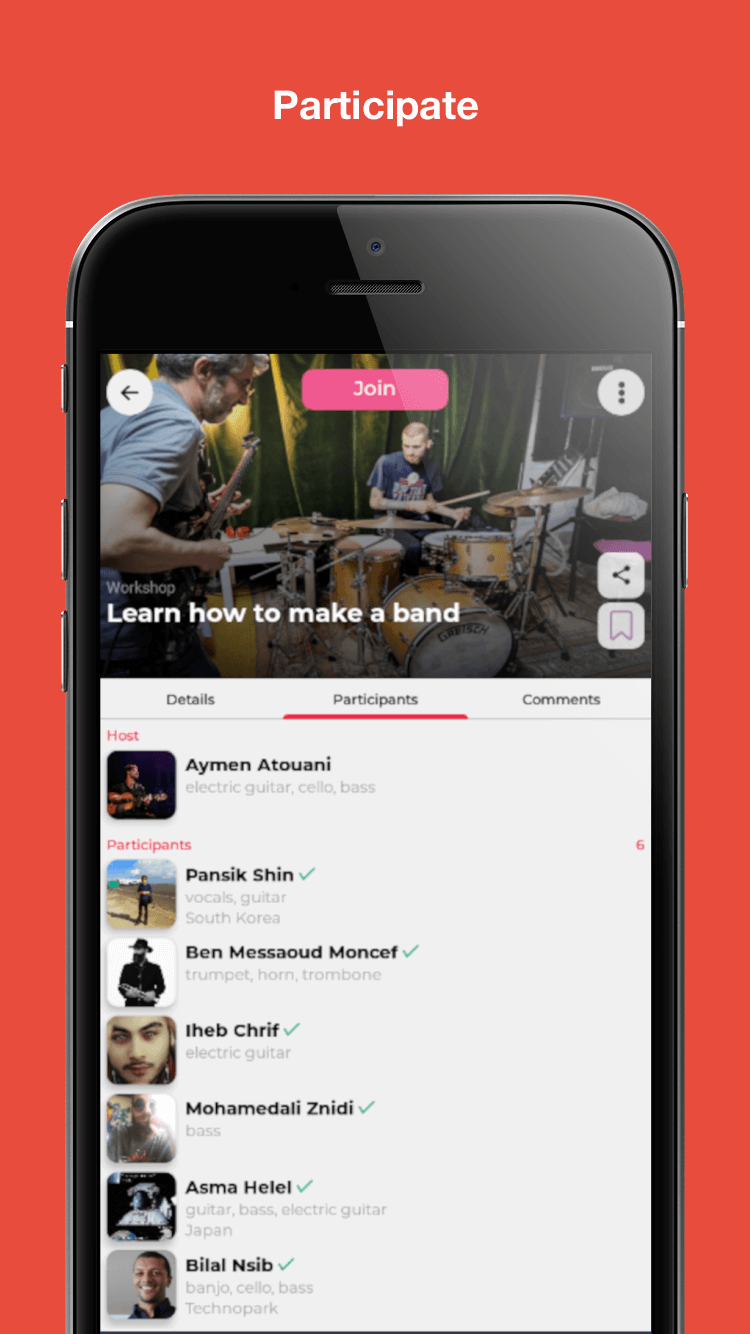 Participate
Join
Workshop
Learn how to make a band
GRETSCH
Details
Participants
Comments
Host
Aymen Atouani
electric guitar, cello, bass
Participants
6
Pansik Shin
vocals, guitar
South Korea
Ben Messaoud Moncef
trumpet, horn, trombone
Iheb Chrif
electric guitar
Mohamedali Znidi
bass
Asma Helel
guitar, bass, electric guitar
Japan
Bilal Nsib
banjo, cello, bass
Technopark